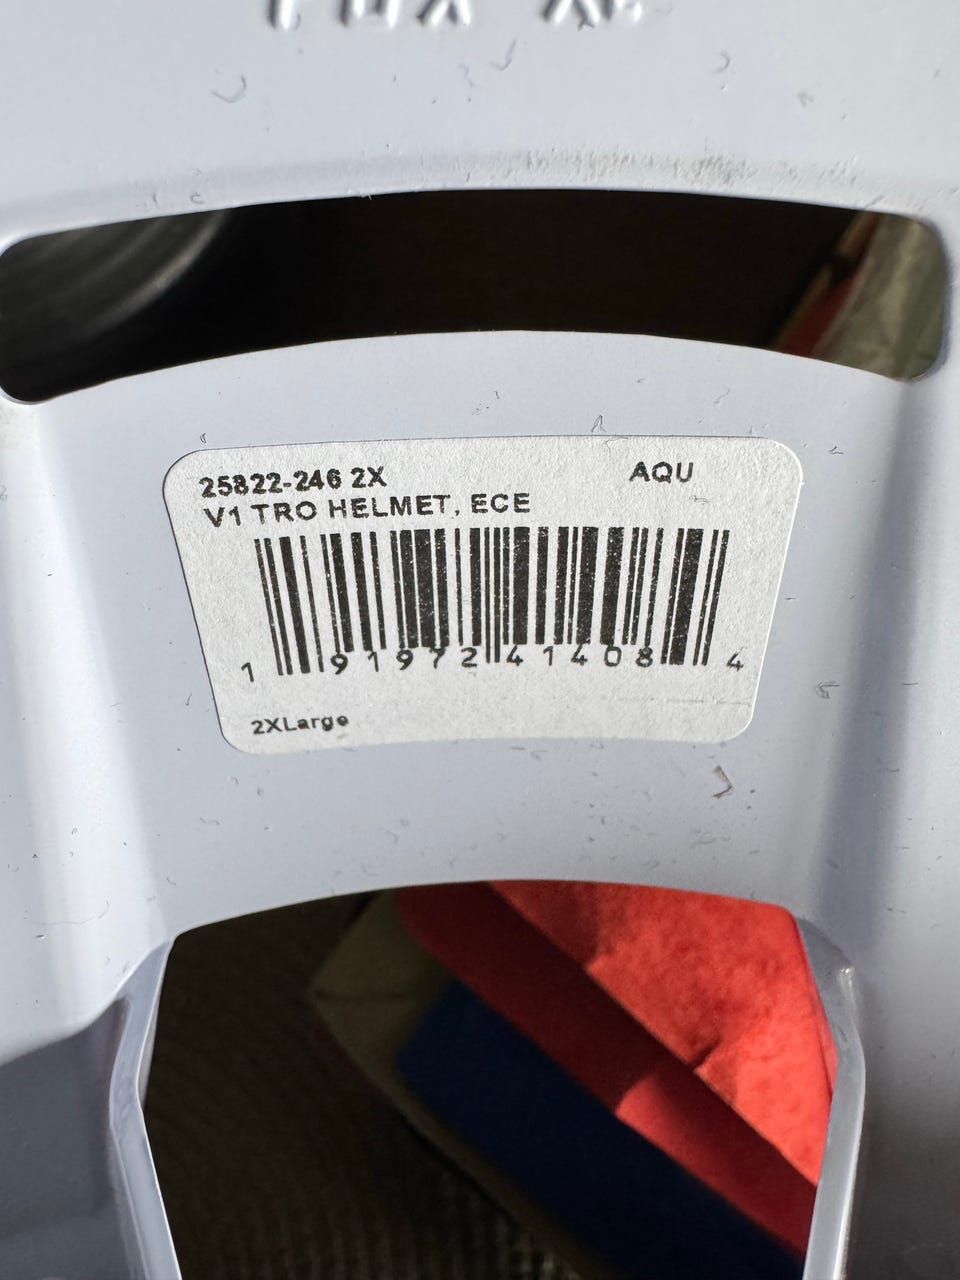 25822-246 2X AQU
V1 TRO HELMET, ECE
1 91972 41408 4
2XLarge